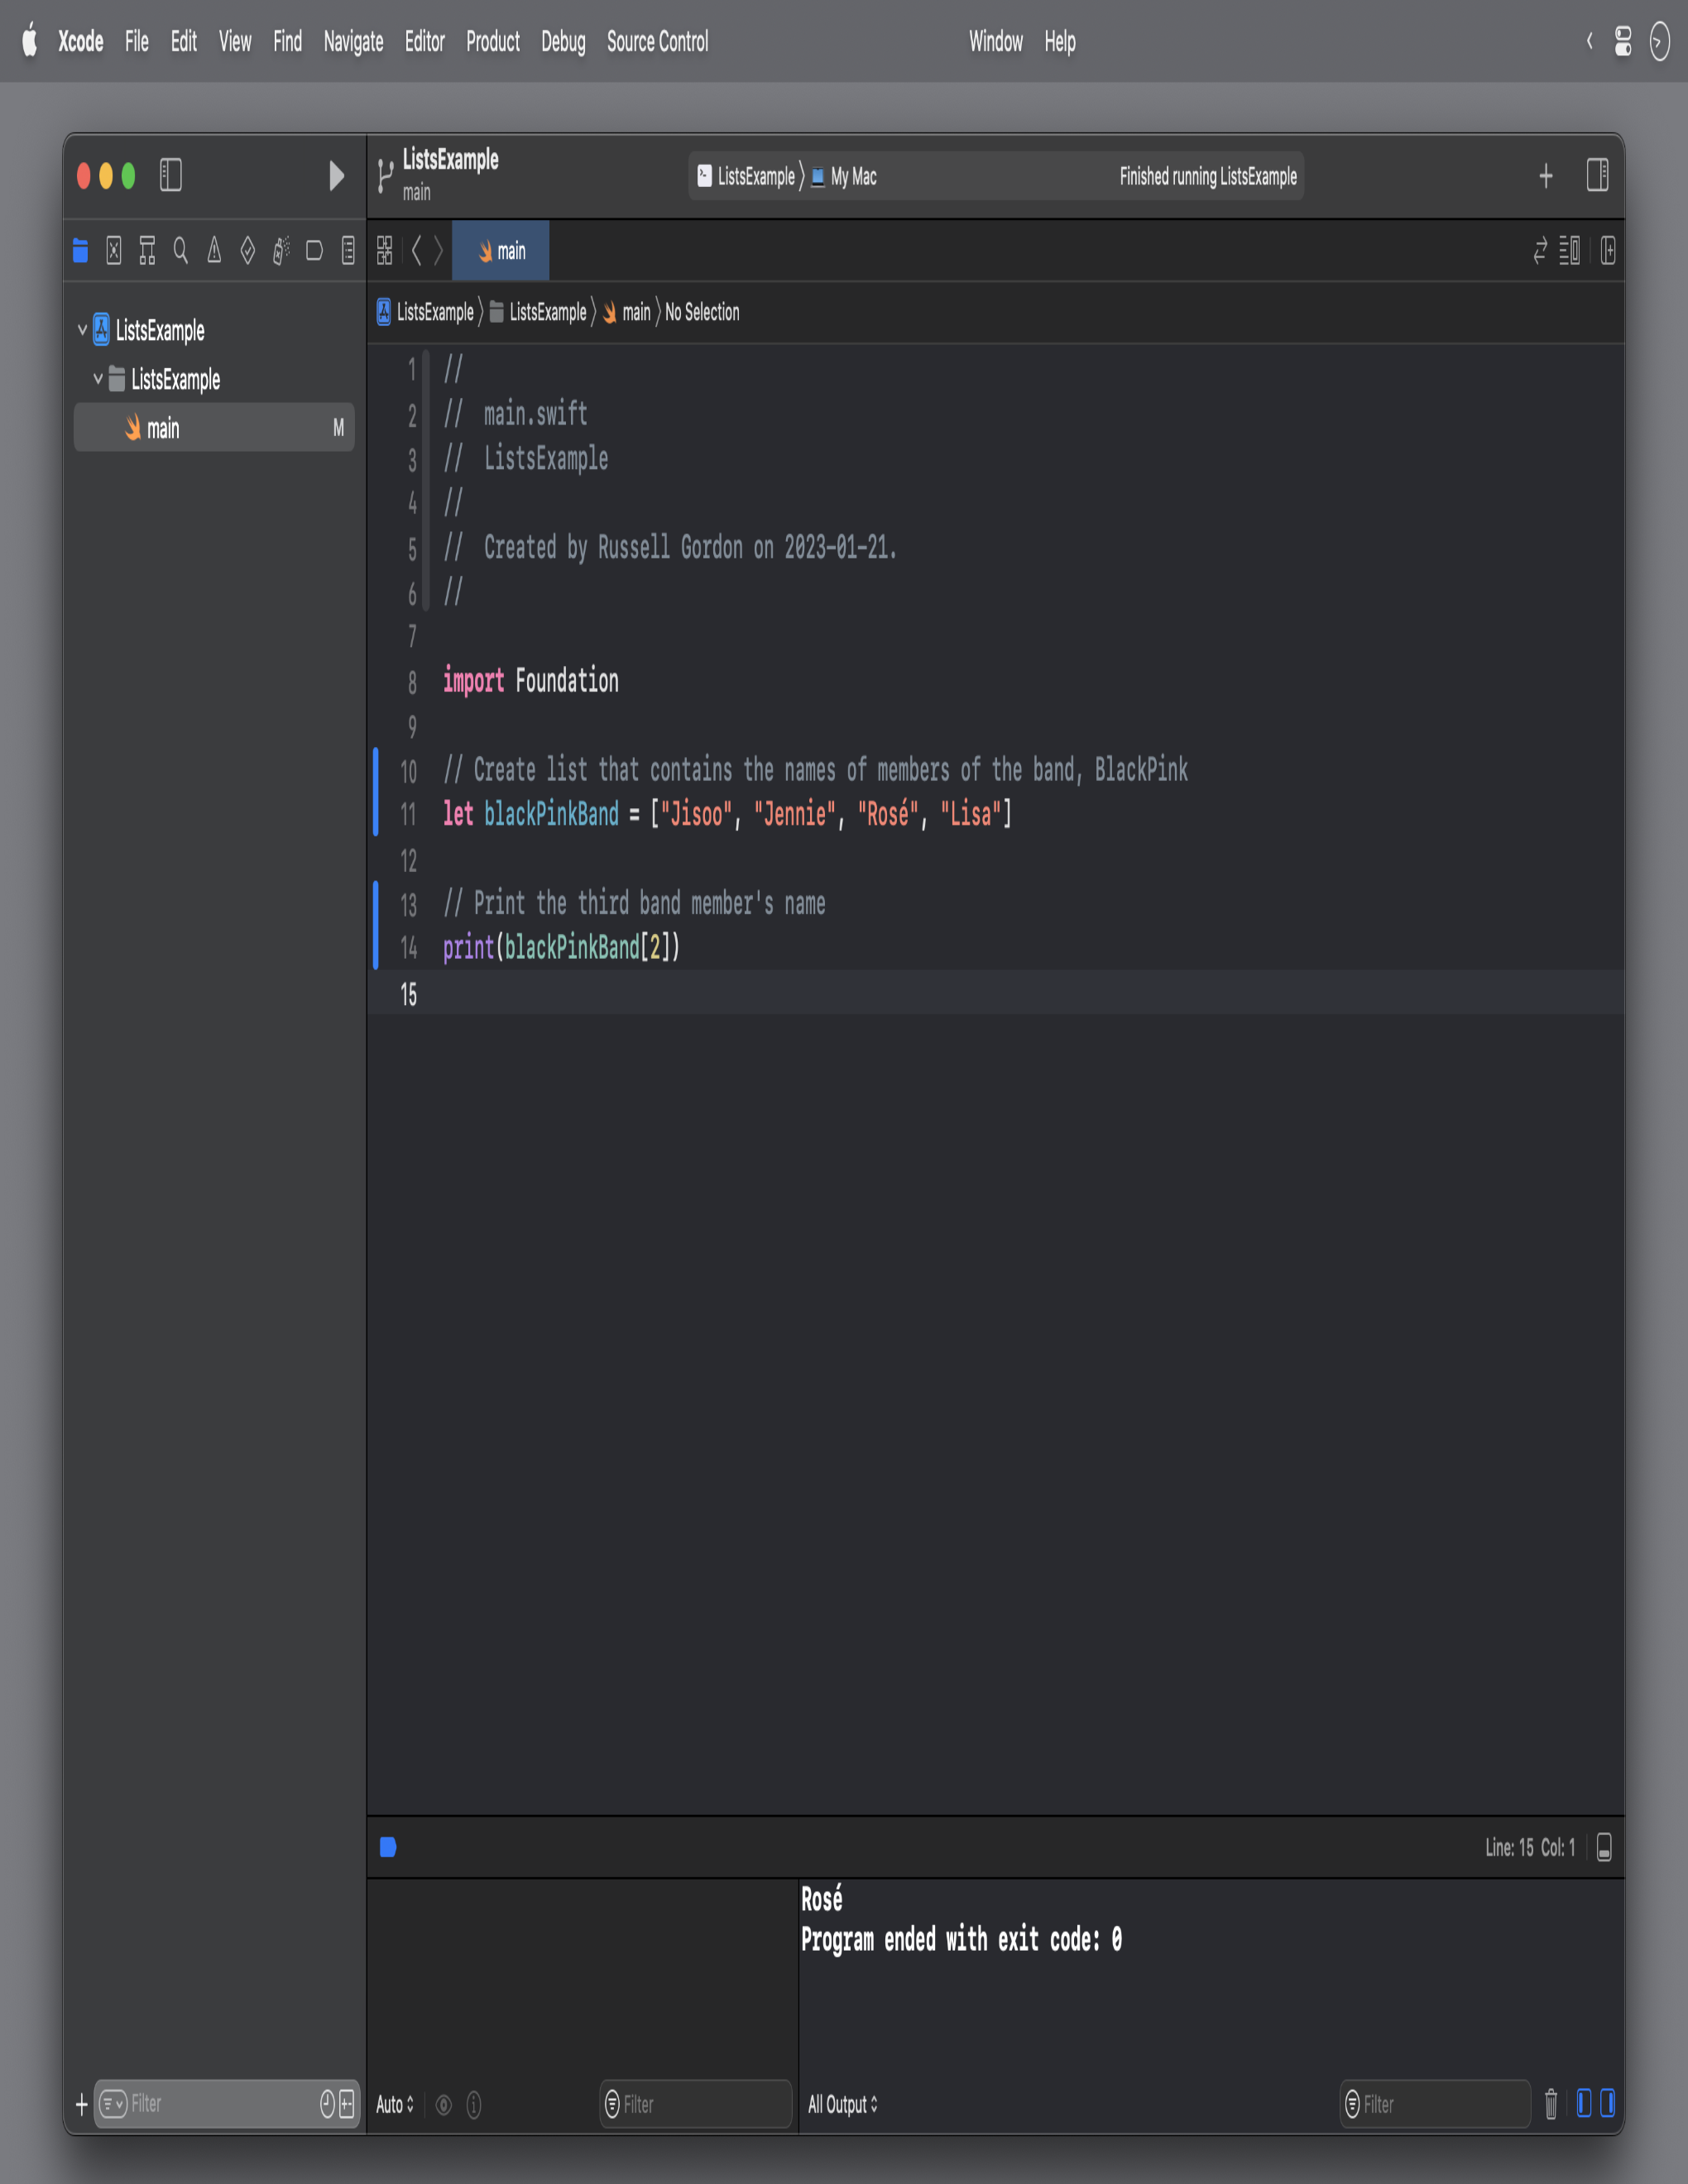 Xcode File Edit View Find Navigate Editor Product Debug Source Control Window Help
ListsExample
main
ListsExample My Mac Finished running ListsExample
main
ListsExample ListsExample main No Selection
ListsExample
ListsExample
main M
1 //
2 //  main.swift
3 //  ListsExample
4 //
5 //  Created by Russell Gordon on 2023-01-21.
6 //
7
8 import Foundation
9
10 // Create list that contains the names of members of the band, BlackPink
11 let blackPinkBand = ["Jisoo", "Jennie", "Rosé", "Lisa"]
12
13 // Print the third band member's name
14 print(blackPinkBand[2])
15
Line: 15 Col: 1
Rosé
Program ended with exit code: 0
Filter
Auto
Filter
All Output
Filter